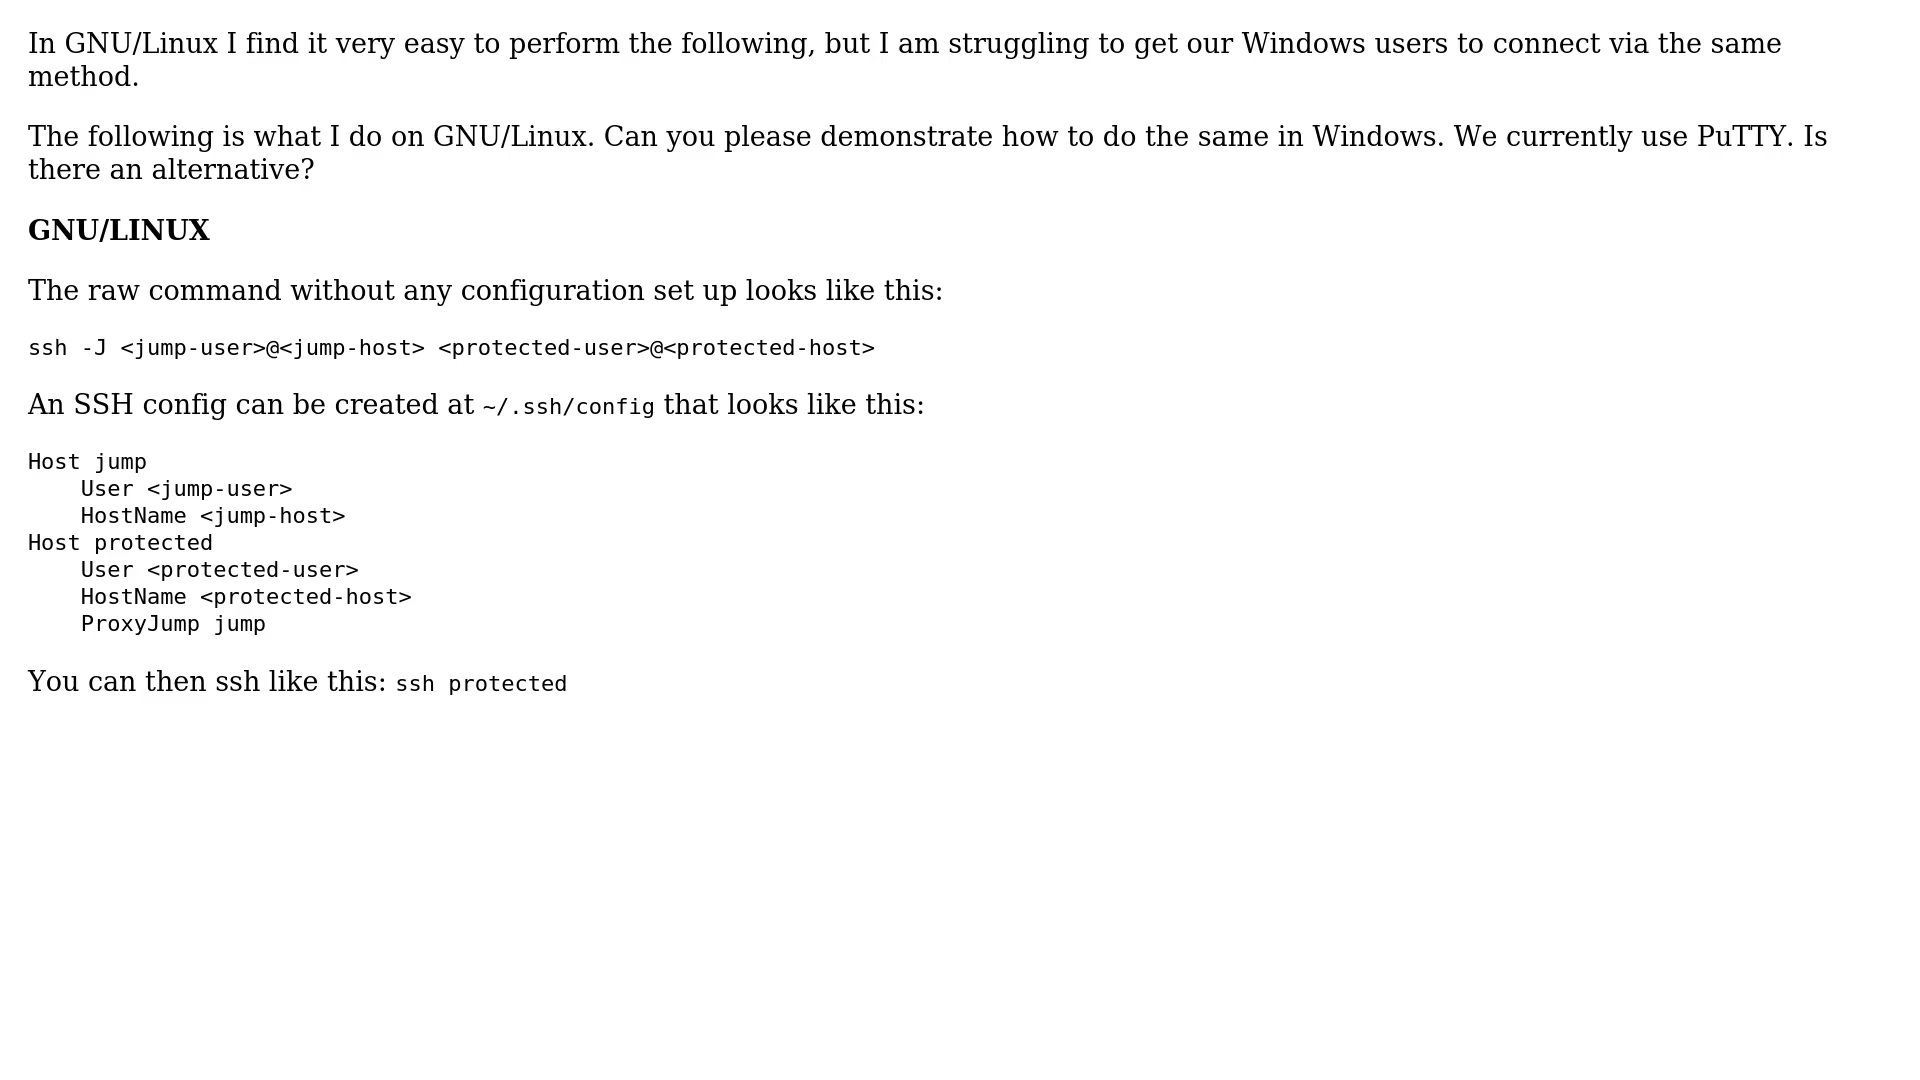 In GNU/Linux I find it very easy to perform the following, but I am struggling to get our Windows users to connect via the same
method.
The following is what I do on GNU/Linux. Can you please demonstrate how to do the same in Windows. We currently use PuTTY. Is
there an alternative?
GNU/LINUX
The raw command without any configuration set up looks like this:
ssh -J <jump-user>@<jump-host> <protected-user>@<protected-host>
An SSH config can be created at ~/.ssh/config that looks like this:
Host jump
    User <jump-user>
    HostName <jump-host>
Host protected
    User <protected-user>
    HostName <protected-host>
    ProxyJump jump
You can then ssh like this: ssh protected